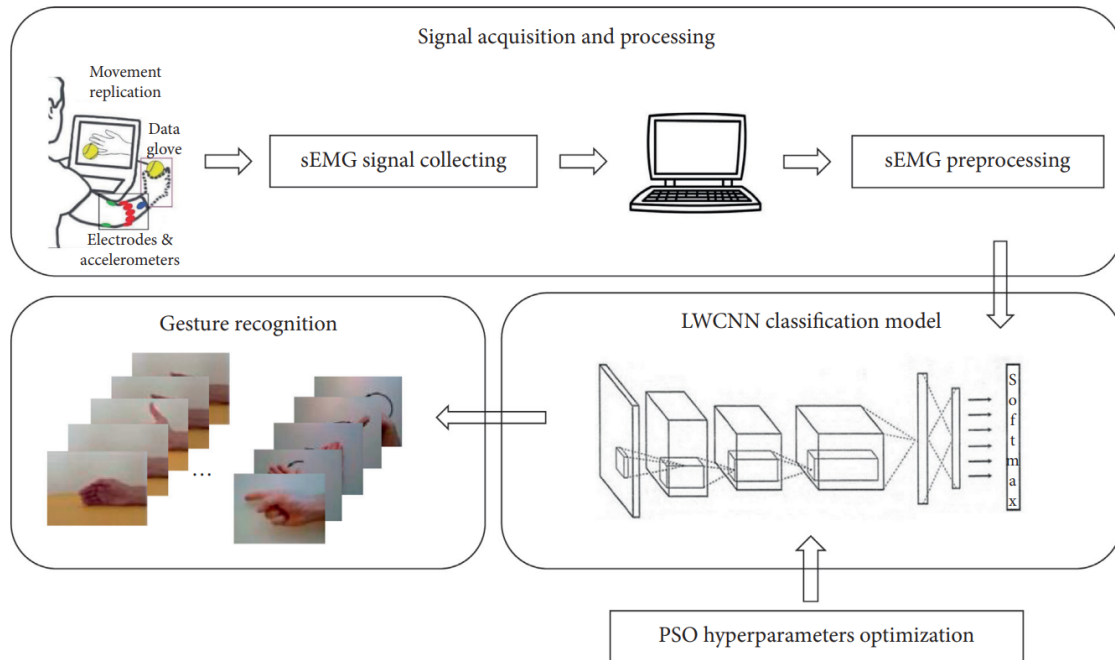 Signal acquisition and processing
Movement
replication
Data
glove
sEMG signal collecting
sEMG preprocessing
Electrodes &
accelerometers
Gesture recognition
...
LWCNN classification model
Softmax
PSO hyperparameters optimization